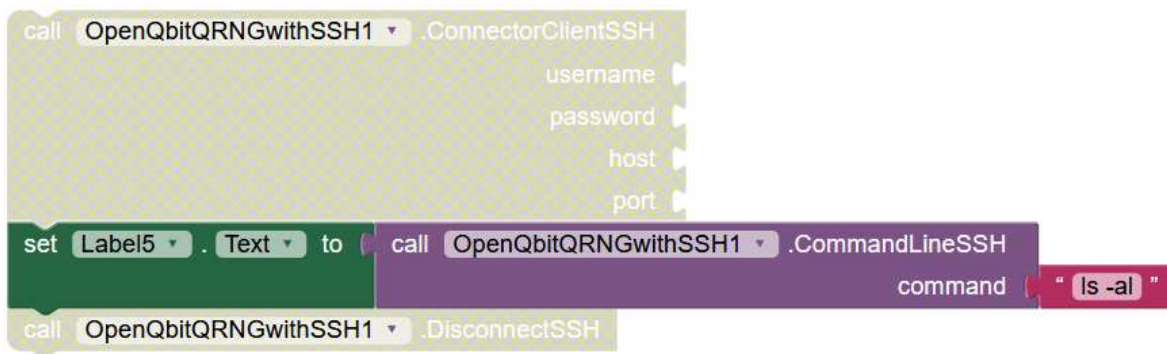 call OpenQbitQRNGwithSSH1 .ConnectorClientSSH
username
password
host
port
set Label5 . Text to call OpenQbitQRNGwithSSH1 .CommandLineSSH
command " ls -al "
call OpenQbitQRNGwithSSH1 .DisconnectSSH